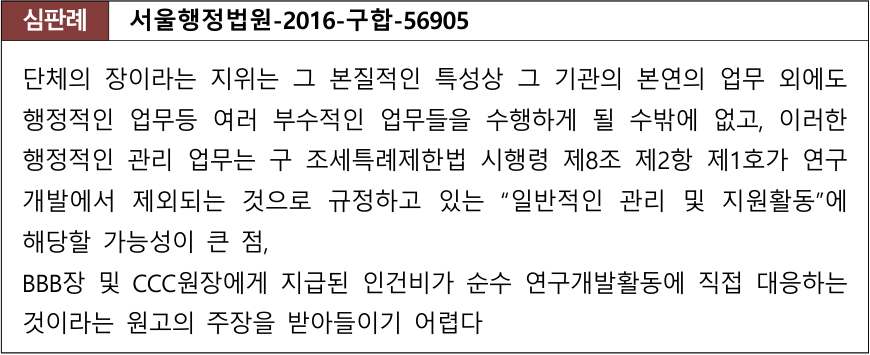 심판례 서울행정법원-2016-구합-56905
단체의 장이라는 지위는 그 본질적인 특성상 그 기관의 본연의 업무 외에도
행정적인 업무등 여러 부수적인 업무들을 수행하게 될 수밖에 없고, 이러한
행정적인 관리 업무는 구 조세특례제한법 시행령 제8조 제2항 제1호가 연구
개발에서 제외되는 것으로 규정하고 있는 “일반적인 관리 및 지원활동”에
해당할 가능성이 큰 점,
BBB장 및 CCC원장에게 지급된 인건비가 순수 연구개발활동에 직접 대응하는
것이라는 원고의 주장을 받아들이기 어렵다